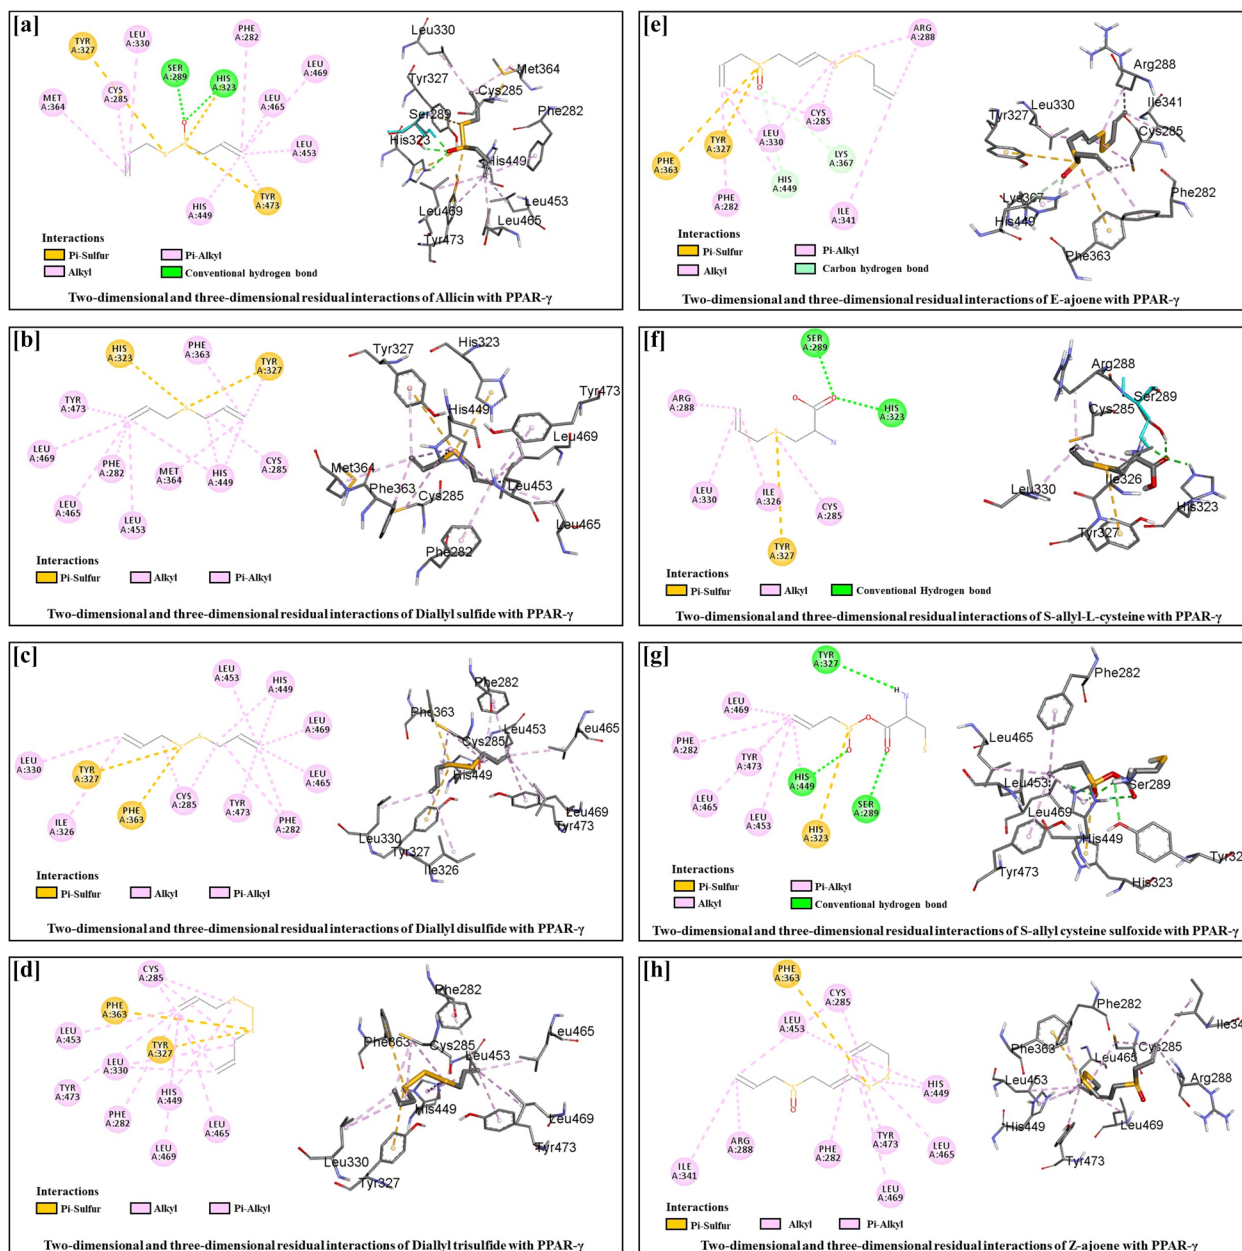 [a]
TYR
A:327
LEU
A:330
PHE
A:282
SER
A:289
HIS
A:323
LEU
A:469
MET
A:364
CYS
A:285
LEU
A:465
LEU
A:453
HIS
A:449
TYR
A:473
Leu330
Met364
Tyr327
Cys285
Ser289
Phe282
His323
His449
Leu469
Leu453
Leu465
Tyr473
Interactions
Pi-Sulfur
Pi-Alkyl
Alkyl
Conventional hydrogen bond
Two-dimensional and three-dimensional residual interactions of Allicin with PPAR-γ
[b]
HIS
A:323
PHE
A:363
TYR
A:327
TYR
A:473
LEU
A:469
PHE
A:282
MET
A:364
HIS
A:449
CYS
A:285
LEU
A:465
LEU
A:453
Tyr327
His323
Tyr473
His449
Leu469
Met364
Phe363
Cys285
Leu453
Leu465
Phe282
Interactions
Pi-Sulfur
Alkyl
Pi-Alkyl
Two-dimensional and three-dimensional residual interactions of Diallyl sulfide with PPAR-γ
[c]
LEU
A:453
HIS
A:449
LEU
A:469
LEU
A:330
TYR
A:327
LEU
A:465
PHE
A:363
CYS
A:285
TYR
A:473
ILE
A:326
PHE
A:282
Phe282
Phe363
Leu453
Leu465
Cys285
His449
Leu469
Tyr473
Leu330
Tyr327
Ile326
Interactions
Pi-Sulfur
Alkyl
Pi-Alkyl
Two-dimensional and three-dimensional residual interactions of Diallyl disulfide with PPAR-γ
[d]
CYS
A:285
PHE
A:363
LEU
A:453
TYR
A:327
LEU
A:330
TYR
A:473
HIS
A:449
PHE
A:282
LEU
A:465
LEU
A:469
Phe282
Leu465
Phe363
Cys285
Leu453
His449
Leu469
Tyr473
Leu330
Tyr327
Interactions
Pi-Sulfur
Alkyl
Pi-Alkyl
Two-dimensional and three-dimensional residual interactions of Diallyl trisulfide with PPAR-γ
[e]
ARG
A:288
S
O
CYS
A:285
TYR
A:327
LEU
A:330
PHE
A:363
LYS
A:367
HIS
A:449
PHE
A:282
ILE
A:341
Arg288
Leu330
Ile341
Tyr327
Cys285
Lys367
His449
Phe282
Phe363
Interactions
Pi-Sulfur
Pi-Alkyl
Alkyl
Carbon hydrogen bond
Two-dimensional and three-dimensional residual interactions of E-ajoene with PPAR-γ
[f]
SER
A:289
ARG
A:288
O
O
HIS
A:323
S
N
LEU
A:330
ILE
A:326
CYS
A:285
TYR
A:327
Arg288
Ser289
Cys285
Leu330
Ile326
His323
Tyr327
Interactions
Pi-Sulfur
Alkyl
Conventional Hydrogen bond
Two-dimensional and three-dimensional residual interactions of S-allyl-L-cysteine with PPAR-γ
[g]
TYR
A:327
H
N
LEU
A:469
O
PHE
A:282
TYR
A:473
O
O
S
HIS
A:449
LEU
A:465
LEU
A:453
SER
A:289
HIS
A:323
Phe282
Leu465
Leu453
Ser289
Leu469
His449
Tyr473
Tyr32
His323
Interactions
Pi-Sulfur
Pi-Alkyl
Alkyl
Conventional hydrogen bond
Two-dimensional and three-dimensional residual interactions of S-allyl cysteine sulfoxide with PPAR-γ
[h]
PHE
A:363
CYS
A:285
LEU
A:453
S
O
HIS
A:449
ARG
A:288
PHE
A:282
TYR
A:473
LEU
A:465
ILE
A:341
LEU
A:469
Phe282
Ile34
Phe363
Cys285
Leu465
Leu453
Arg288
His449
Leu469
Tyr473
Interactions
Pi-Sulfur
Alkyl
Pi-Alkyl
Two-dimensional and three-dimensional residual interactions of Z-ajoene with PPAR-γ